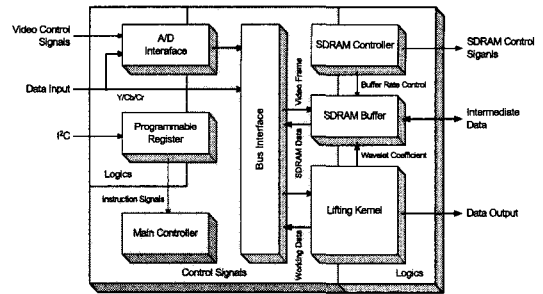 Video Control
Signals
A/D
Interaface
SDRAM Controller
SDRAM Control
Siganls
Data Input
Y/Cb/Cr
Video Frame
Buffer Rate Control
I²C
Programmable
Register
Bus Interface
SDRAM Data
SDRAM Buffer
Intermediate
Data
Wavelet Coefficient
Logics
Instruction Signals
Main Controller
Lifting Kernel
Data Output
Working Data
Control Signals
Logics